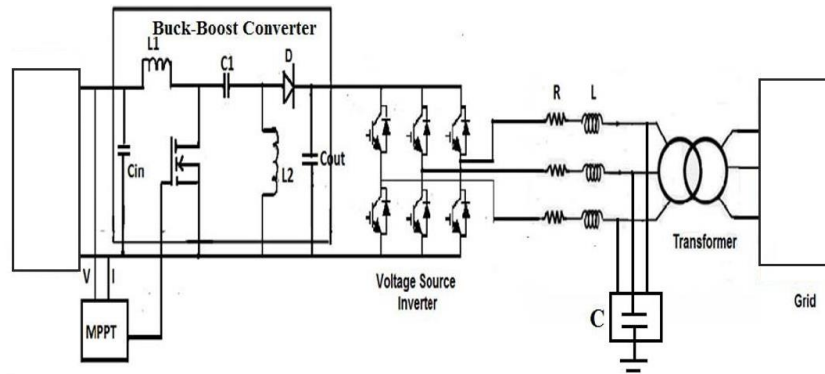 Buck-Boost Converter
L1
C1
D
Cin
L2
Cout
R
L
V
I
MPPT
Voltage Source
Inverter
C
Transformer
Grid